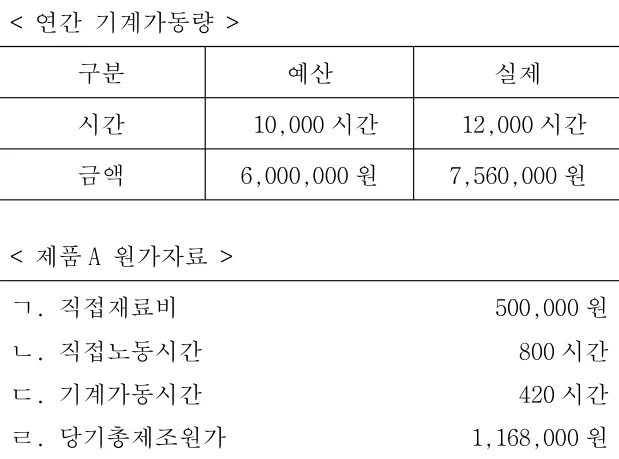 < 연간 기계가동량 >
구분 예산 실제
시간 10,000 시간 12,000 시간
금액 6,000,000 원 7,560,000 원
< 제품A 원가자료 >
ㄱ. 직접재료비 500,000 원
ㄴ. 직접노동시간 800 시간
ㄷ. 기계가동시간 420 시간
ㄹ. 당기총제조원가 1,168,000 원